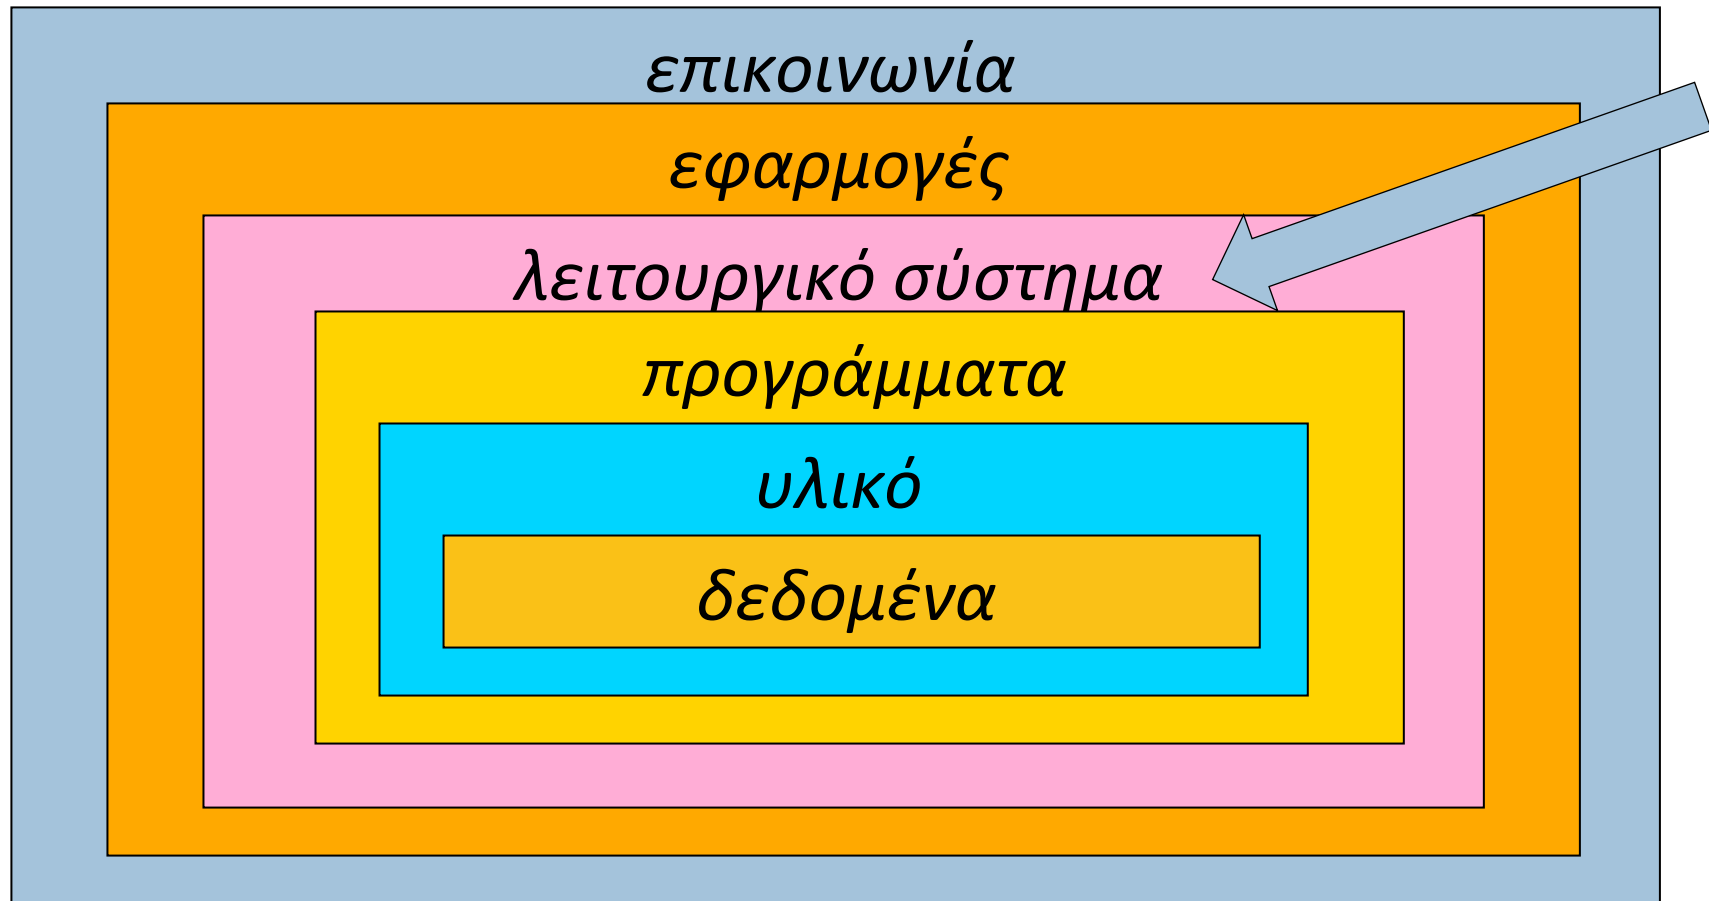 επικοινωνία
εφαρμογές
λειτουργικό σύστημα
προγράμματα
υλικό
δεδομένα